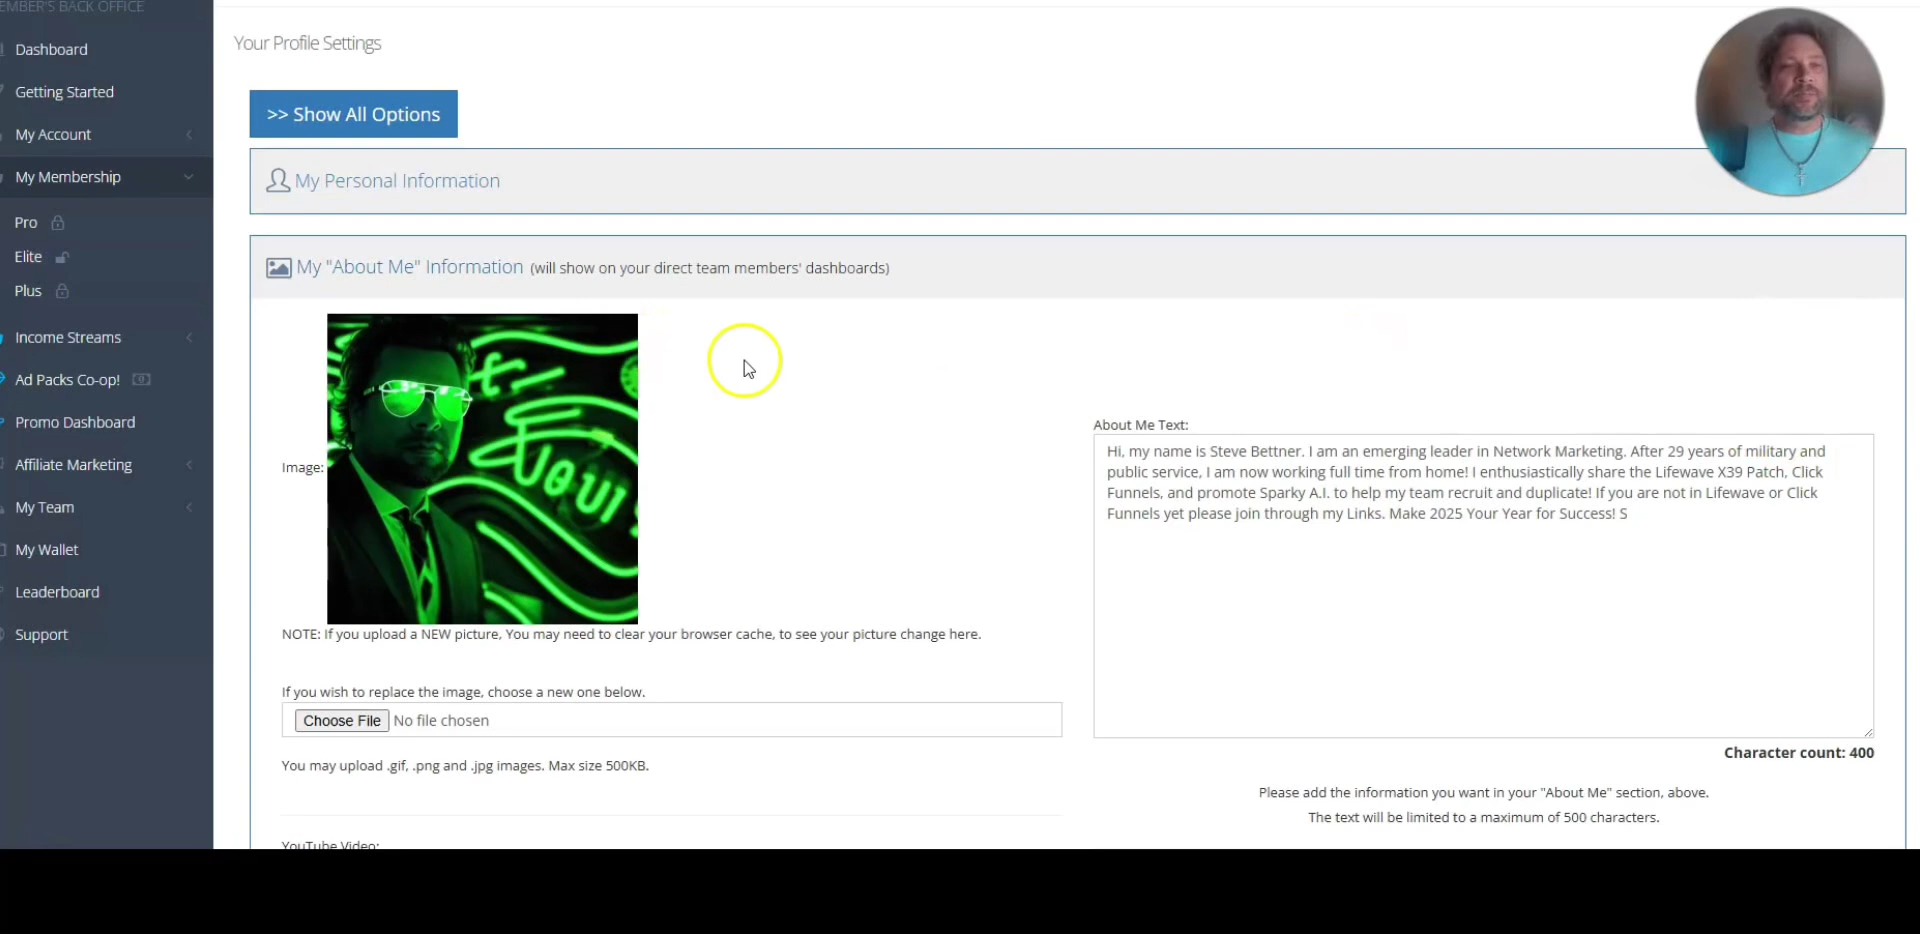 EMBER'S BACK OFFICE
Dashboard
Getting Started
My Account
My Membership
Pro
Elite
Plus
Income Streams
Ad Packs Co-op!
Promo Dashboard
Affiliate Marketing
My Team
My Wallet
Leaderboard
Support
Your Profile Settings
>> Show All Options
My Personal Information
My "About Me" Information (will show on your direct team members' dashboards)
Image:
NOTE: If you upload a NEW picture, You may need to clear your browser cache, to see your picture change here.
If you wish to replace the image, choose a new one below.
Choose File No file chosen
You may upload .gif, .png and .jpg images. Max size 500KB.
YouTube Video:
About Me Text:
Hi, my name is Steve Bettner. I am an emerging leader in Network Marketing. After 29 years of military and
public service, I am now working full time from home! I enthusiastically share the Lifewave X39 Patch, Click
Funnels, and promote Sparky A.I. to help my team recruit and duplicate! If you are not in Lifewave or Click
Funnels yet please join through my Links. Make 2025 Your Year for Success! S
Character count: 400
Please add the information you want in your "About Me" section, above.
The text will be limited to a maximum of 500 characters.